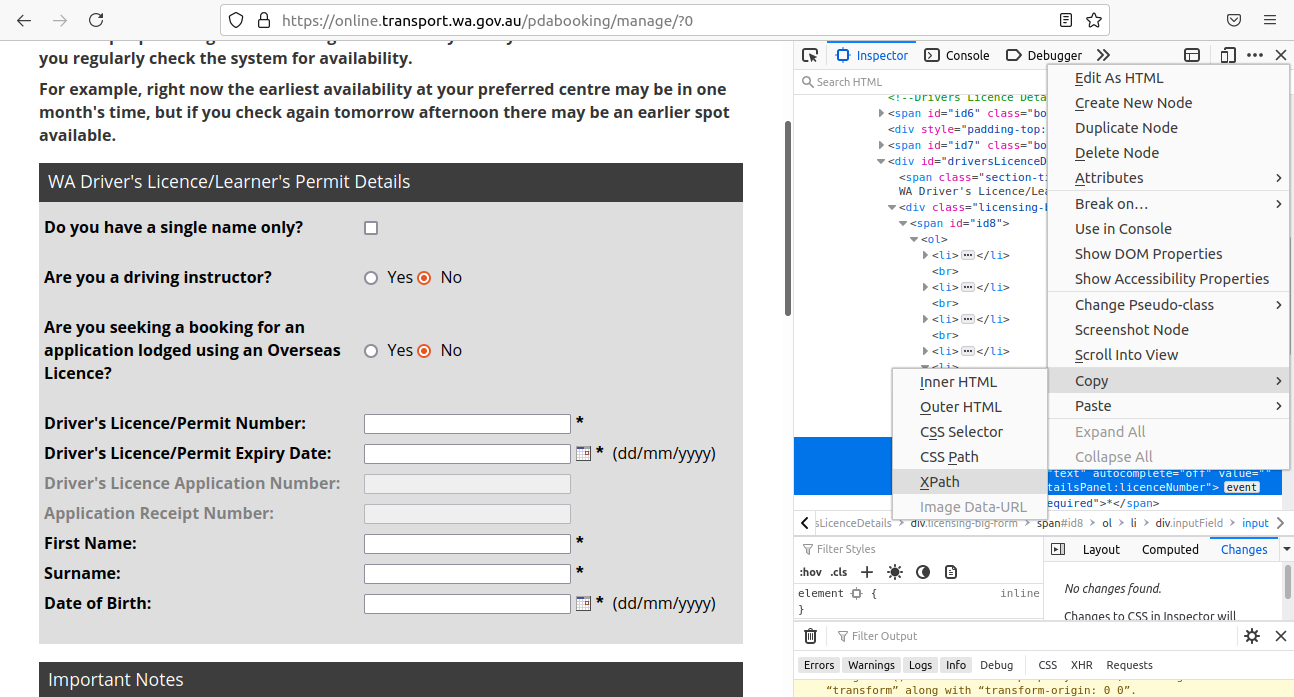 https://online.transport.wa.gov.au/pdabooking/manage/?0
you regularly check the system for availability.
For example, right now the earliest availability at your preferred centre may be in one
month's time, but if you check again tomorrow afternoon there may be an earlier spot
available.
WA Driver's Licence/Learner's Permit Details
Do you have a single name only?
Are you a driving instructor? Yes No
Are you seeking a booking for an
application lodged using an Overseas Yes No
Licence?
Driver's Licence/Permit Number: *
Driver's Licence/Permit Expiry Date: * (dd/mm/yyyy)
Driver's Licence Application Number:
Application Receipt Number:
First Name: *
Surname: *
Date of Birth: * (dd/mm/yyyy)
Important Notes
Inspector Console Debugger
Search HTML
<!--Drivers Licence Deta
<span id="id6" class="bo
<div style="padding-top:
<span id="id7" class="bo
<div id="driversLicenceD
<span class="section-ti
WA Driver's Licence/Lea
<div class="licensing-b
<span id="id8">
<ol>
<li> ••• </li>
<br>
<li> ••• </li>
<br>
<li> ••• </li>
<br>
<li> ••• </li>
<li>
Edit As HTML
Create New Node
Duplicate Node
Delete Node
Attributes
Break on…
Use in Console
Show DOM Properties
Show Accessibility Properties
Change Pseudo-class
Screenshot Node
Scroll Into View
Copy
Paste
Expand All
Collapse All
Inner HTML
Outer HTML
CSS Selector
CSS Path
XPath
Image Data-URL
"text" autocomplete="off" value=""
tailsPanel:licenceNumber"> event
equired">*</span>
sLicenceDetails div.licensing-big-form span#id8 ol li div.inputField input
Filter Styles
:hov .cls +
element { inline
}
Layout Computed Changes
No changes found.
Changes to CSS in Inspector will
Filter Output
Errors Warnings Logs Info Debug CSS XHR Requests
“transform” along with “transform-origin: 0 0”.